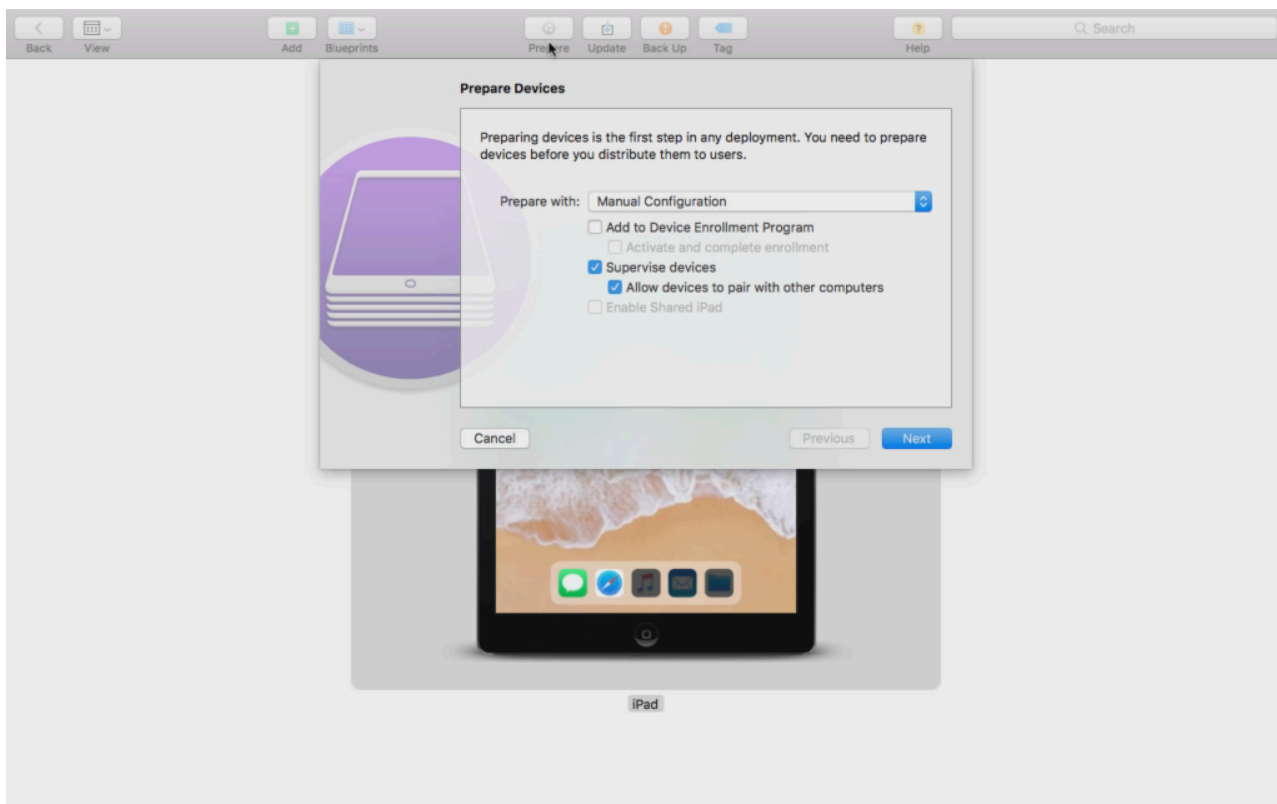 Search
Back View Add Blueprints Prepare Update Back Up Tag Help
Prepare Devices
Preparing devices is the first step in any deployment. You need to prepare
devices before you distribute them to users.
Prepare with: Manual Configuration
Add to Device Enrollment Program
Activate and complete enrollment
Supervise devices
Allow devices to pair with other computers
Enable Shared iPad
Cancel Previous Next
iPad